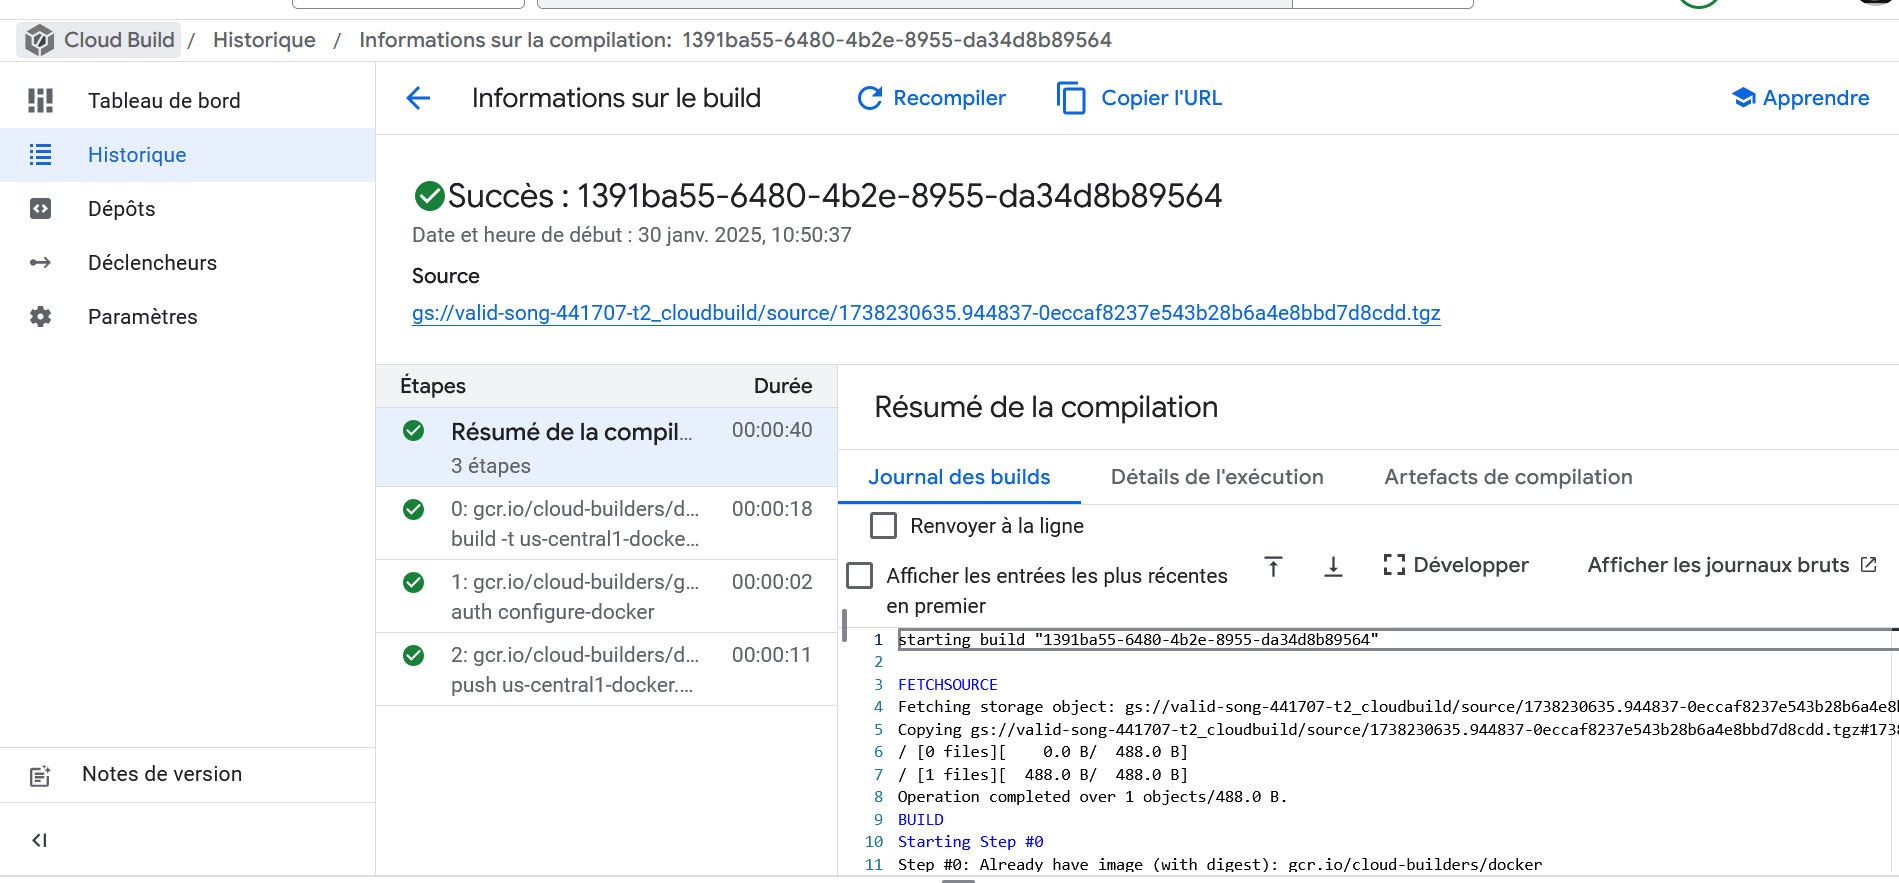 Cloud Build / Historique / Informations sur la compilation: 1391ba55-6480-4b2e-8955-da34d8b89564
Tableau de bord
Historique
Dépôts
Déclencheurs
Paramètres
Notes de version
Informations sur le build
Recompiler
Copier l'URL
Apprendre
Succès : 1391ba55-6480-4b2e-8955-da34d8b89564
Date et heure de début : 30 janv. 2025, 10:50:37
Source
gs://valid-song-441707-t2_cloudbuild/source/1738230635.944837-0eccaf8237e543b28b6a4e8bbd7d8cdd.tgz
Étapes Durée
Résumé de la compil... 00:00:40
3 étapes
0: gcr.io/cloud-builders/d... 00:00:18
build -t us-central1-docke...
1: gcr.io/cloud-builders/g... 00:00:02
auth configure-docker
2: gcr.io/cloud-builders/d... 00:00:11
push us-central1-docker....
Résumé de la compilation
Journal des builds
Détails de l'exécution
Artefacts de compilation
Renvoyer à la ligne
Afficher les entrées les plus récentes
en premier
Développer
Afficher les journaux bruts
1 starting build "1391ba55-6480-4b2e-8955-da34d8b89564"
2
3 FETCHSOURCE
4 Fetching storage object: gs://valid-song-441707-t2_cloudbuild/source/1738230635.944837-0eccaf8237e543b28b6a4e8b
5 Copying gs://valid-song-441707-t2_cloudbuild/source/1738230635.944837-0eccaf8237e543b28b6a4e8bbd7d8cdd.tgz#1738
6 / [0 files][    0.0 B/  488.0 B]
7 / [1 files][  488.0 B/  488.0 B]
8 Operation completed over 1 objects/488.0 B.
9 BUILD
10 Starting Step #0
11 Step #0: Already have image (with digest): gcr.io/cloud-builders/docker